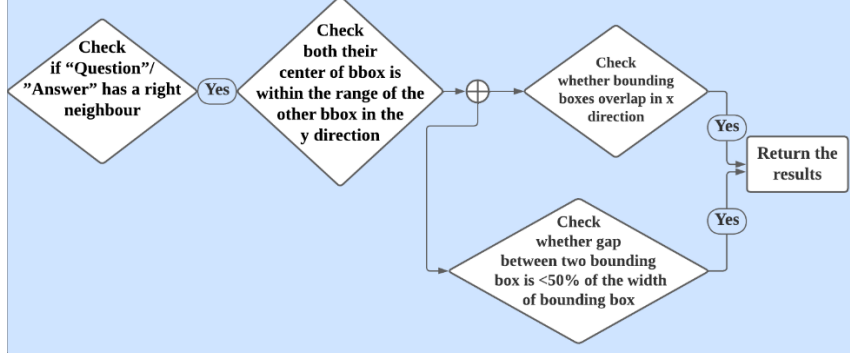 Check
if “Question”/
”Answer” has a right
neighbour
Yes
Check
both their
center of bbox is
within the range of the
other bbox in the
y direction
Check
whether bounding
boxes overlap in x
direction
Yes
Return the
results
Yes
Check
whether gap
between two bounding
box is <50% of the width
of bounding box